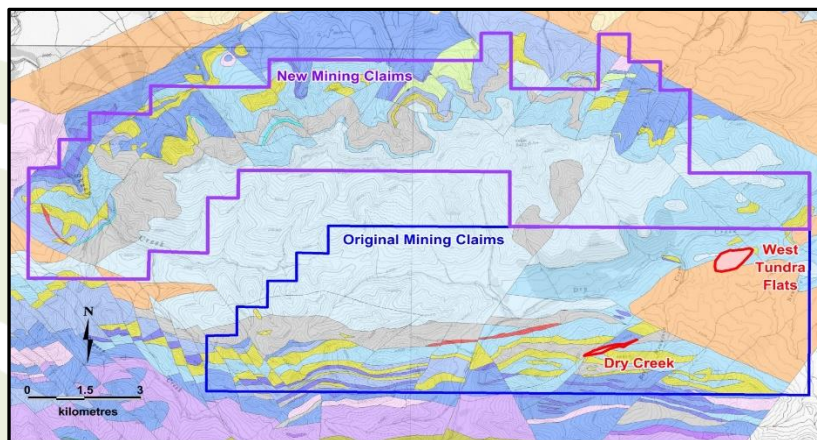 New Mining Claims
Original Mining Claims
West
Tundra
Flats
Dry Creek
N
0 1.5 3
kilometres